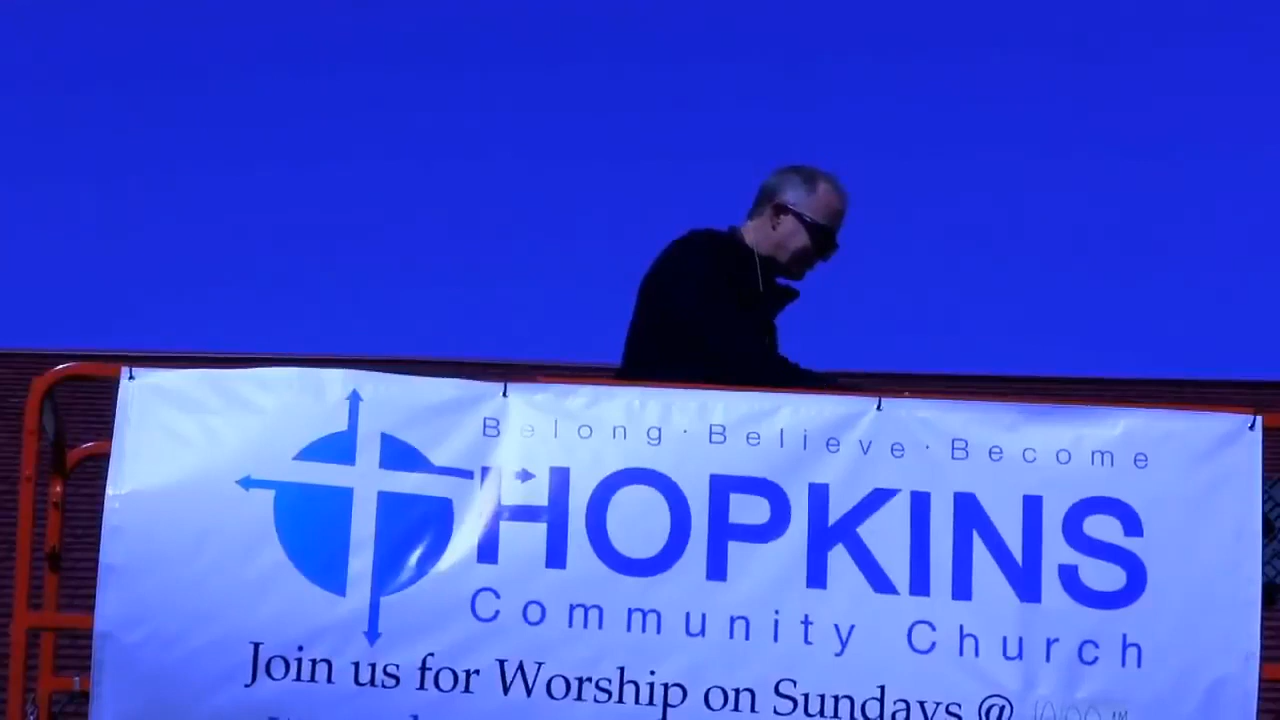 Belong · Believe · Become
HOPKINS
Community Church
Join us for Worship on Sundays @